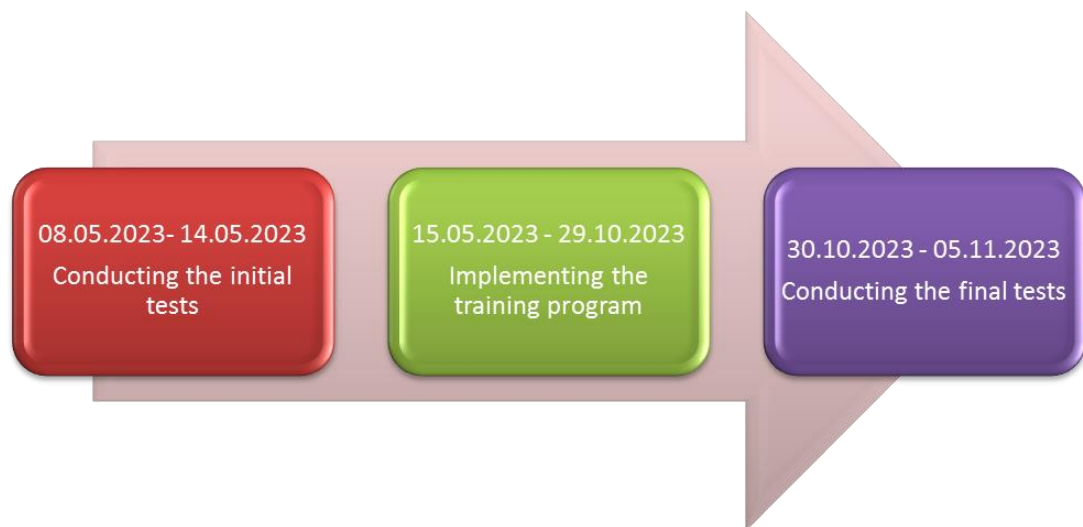 08.05.2023- 14.05.2023
Conducting the initial
tests
15.05.2023 - 29.10.2023
Implementing the
training program
30.10.2023 - 05.11.2023
Conducting the final tests